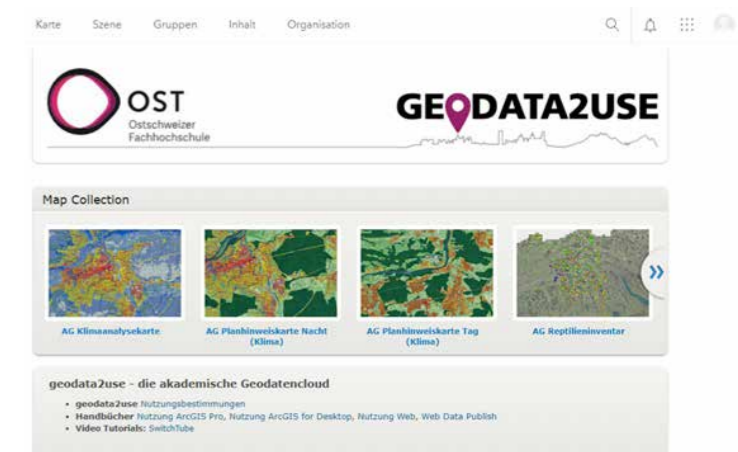 Karte Szene Gruppen Inhalt Organisation
OST
Ostschweizer
Fachhochschule
GEODATA2USE
Map Collection
AG Klimaanalysekarte
AG Planhinweiskarte Nacht
(Klima)
AG Planhinweiskarte Tag
(Klima)
AG Reptilieninventar
geodata2use - die akademische Geodatencloud
• geodata2use Nutzungsbestimmungen
• Handbücher Nutzung ArcGIS Pro, Nutzung ArcGIS for Desktop, Nutzung Web, Web Data Publish
• Video Tutorials: SwitchTube